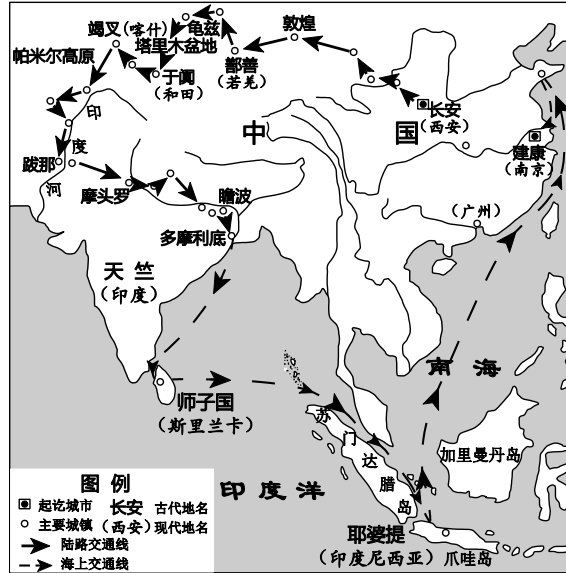 竭叉(喀什)
龟兹
敦煌
塔里木盆地
帕米尔高原
鄯善
(若羌)
于阗
(和田)
长安
(西安)
印
度
河
中国
建康
(南京)
跋那
摩头罗
瞻波
多摩利底
(广州)
天竺
(印度)
南海
师子国
(斯里兰卡)
苏
门
达
腊
岛
加里曼丹岛
印度洋
耶婆提
(印度尼西亚)爪哇岛
图例
起讫城市 长安 古代地名
主要城镇 (西安)现代地名
陆路交通线
海上交通线